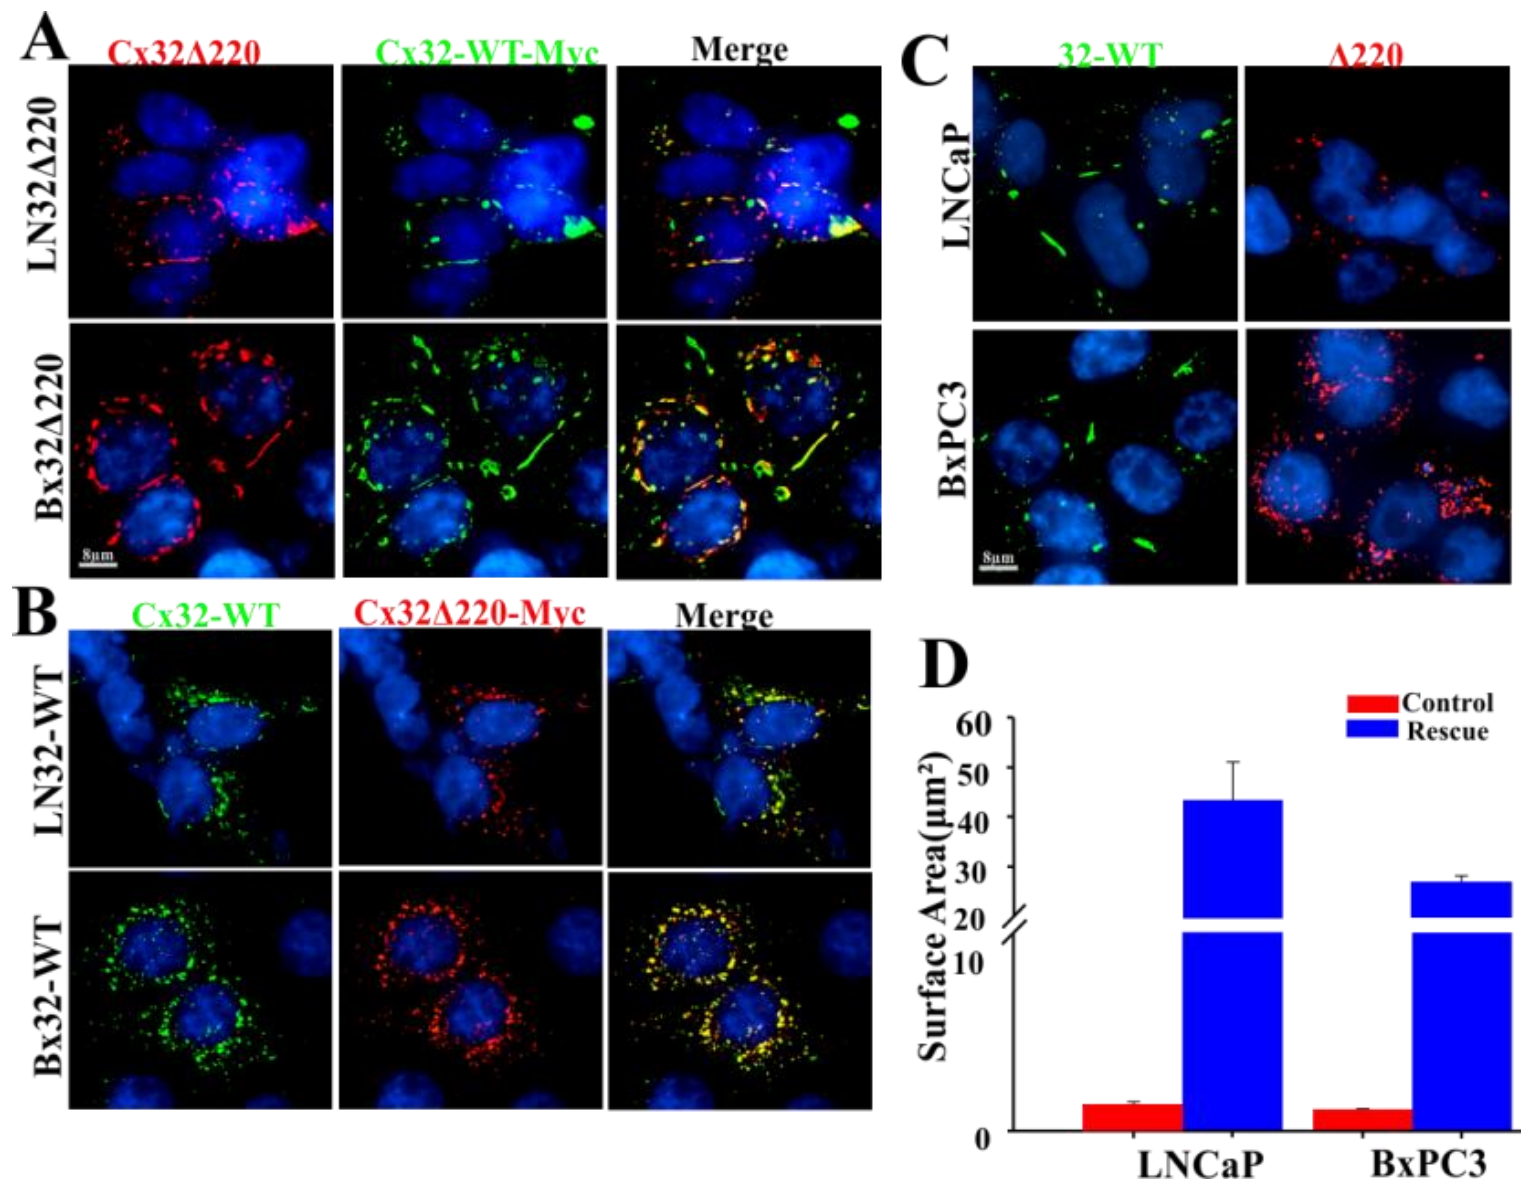 A
Cx32Δ220
Cx32-WT-Myc
Merge
LN32Δ220
Bx32Δ220
8μm
B
Cx32-WT
Cx32Δ220-Myc
Merge
LN32-WT
Bx32-WT
C
32-WT
Δ220
LNCaP
BxPC3
8μm
D
Control
Rescue
Surface Area(μm²)
60
50
40
30
20
10
0
LNCaP
BxPC3